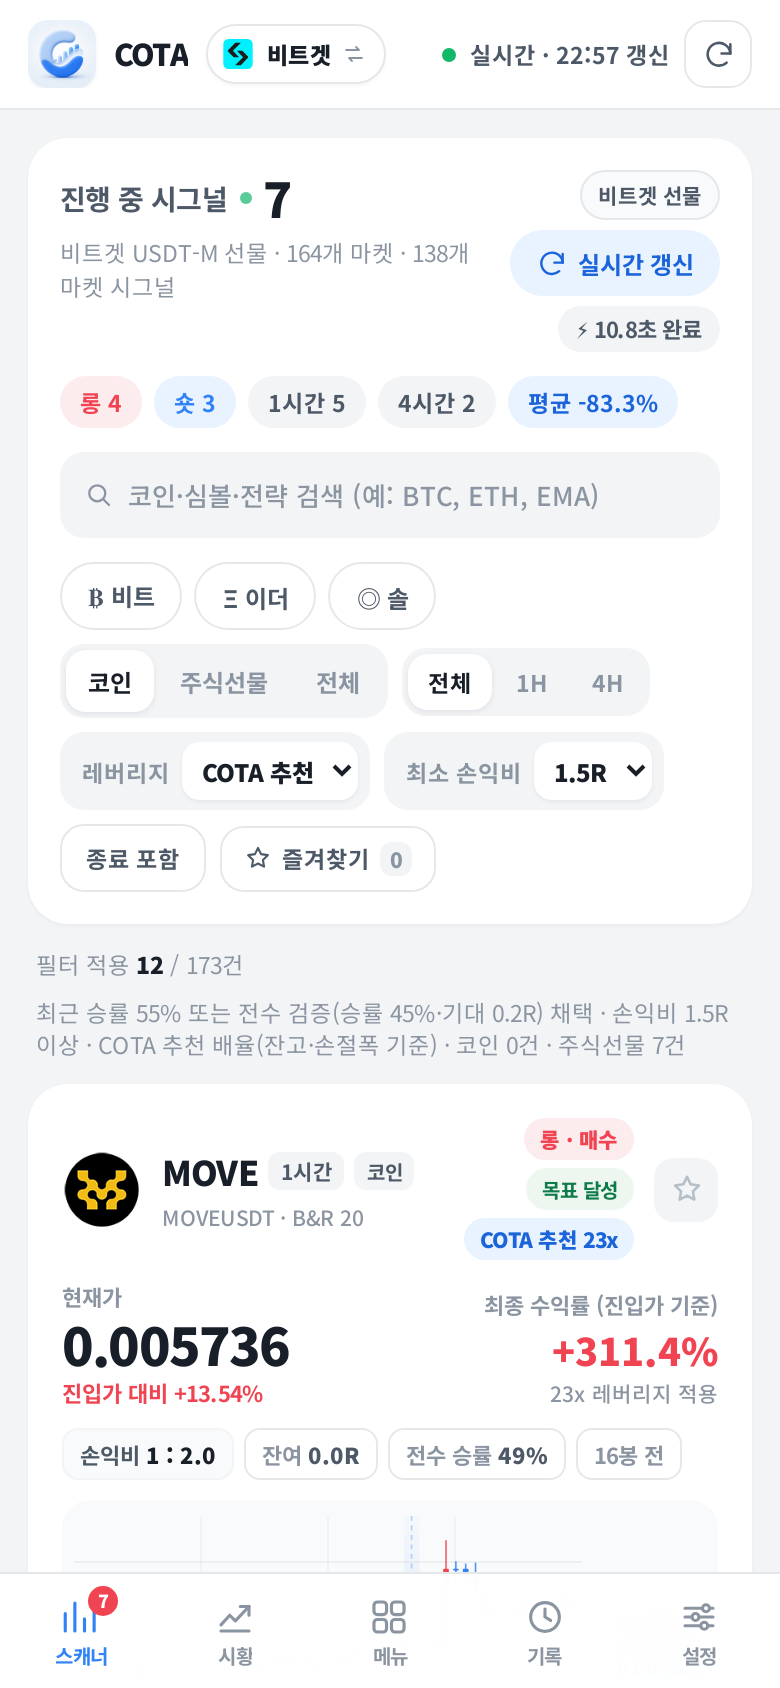 COTA
비트겟
실시간 · 22:57 갱신
진행 중 시그널 7
비트겟 선물
비트겟 USDT-M 선물 · 164개 마켓 · 138개
마켓 시그널
실시간 갱신
⚡ 10.8초 완료
롱 4
숏 3
1시간 5
4시간 2
평균 -83.3%
코인·심볼·전략 검색 (예: BTC, ETH, EMA)
₿ 비트
Ξ 이더
◎ 솔
코인
주식선물
전체
전체
1H
4H
레버리지
COTA 추천
최소 손익비
1.5R
종료 포함
즐겨찾기 0
필터 적용 12 / 173건
최근 승률 55% 또는 전수 검증(승률 45%·기대 0.2R) 채택 · 손익비 1.5R
이상 · COTA 추천 배율(잔고·손절폭 기준) · 코인 0건 · 주식선물 7건
MOVE
1시간
코인
MOVEUSDT · B&R 20
롱 · 매수
목표 달성
COTA 추천 23x
현재가
0.005736
진입가 대비 +13.54%
최종 수익률 (진입가 기준)
+311.4%
23x 레버리지 적용
손익비 1 : 2.0
잔여 0.0R
전수 승률 49%
16봉 전
7
스캐너
시황
메뉴
기록
설정